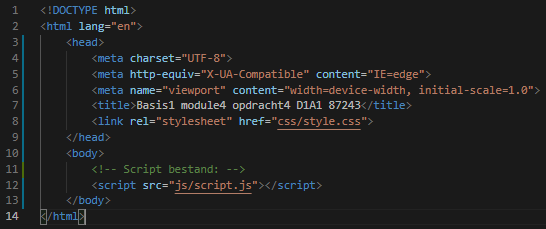 1 <!DOCTYPE html>
2 <html lang="en">
3 <head>
4 <meta charset="UTF-8">
5 <meta http-equiv="X-UA-Compatible" content="IE=edge">
6 <meta name="viewport" content="width=device-width, initial-scale=1.0">
7 <title>Basis1 module4 opdracht4 D1A1 87243</title>
8 <link rel="stylesheet" href="css/style.css">
9 </head>
10 <body>
11 <!-- Script bestand: -->
12 <script src="js/script.js"></script>
13 </body>
14 </html>